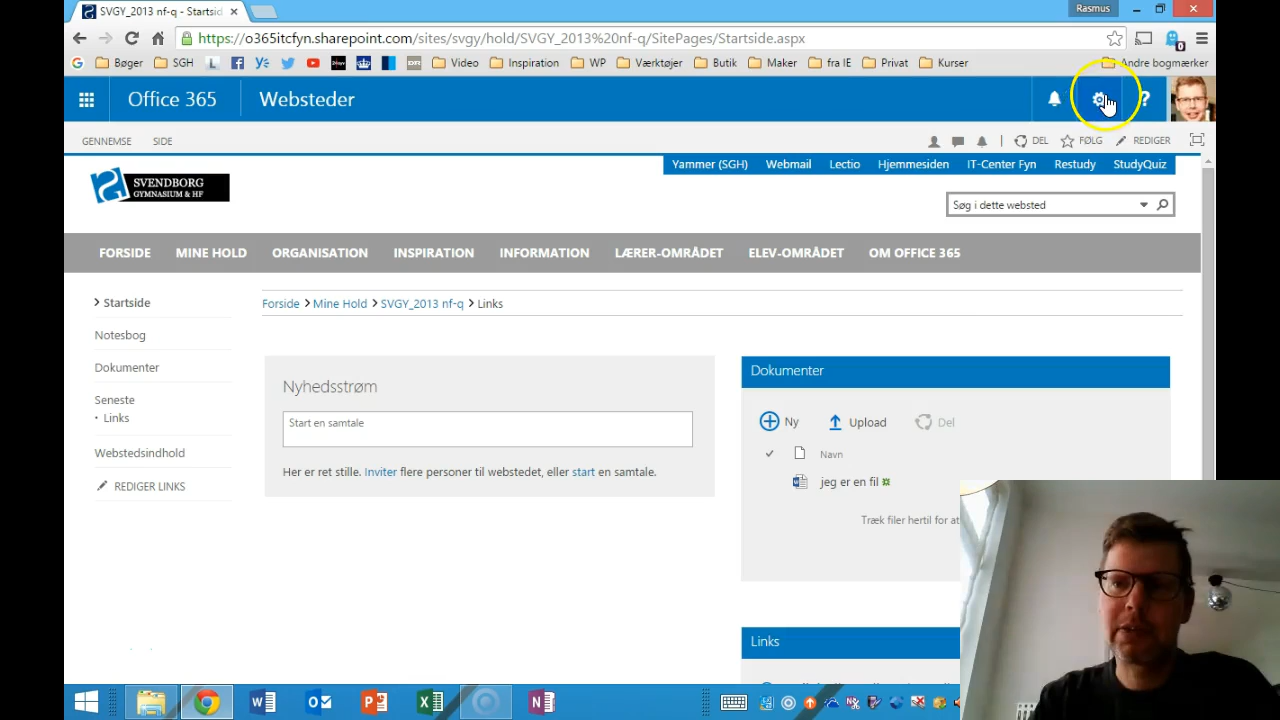 SVGY_2013 nf-q - Startsid
Rasmus
https://o365itcfyn.sharepoint.com/sites/svgy/hold/SVGY_2013%20nf-q/SitePages/Startside.aspx
0
Bøger SGH Video Inspiration WP Værktøjer Butik Maker fra IE Privat Kurser Andre bogmærker
Office 365 Websteder ?
GENNEMSE SIDE DEL FØLG REDIGER
Yammer (SGH) Webmail Lectio Hjemmesiden IT-Center Fyn Restudy StudyQuiz
SVENDBORG
GYMNASIUM & HF
Søg i dette websted
FORSIDE MINE HOLD ORGANISATION INSPIRATION INFORMATION LÆRER-OMRÅDET ELEV-OMRÅDET OM OFFICE 365
Startside
Forside > Mine Hold > SVGY_2013 nf-q > Links
Notesbog
Dokumenter
Seneste
Links
Webstedsindhold
REDIGER LINKS
Nyhedsstrøm
Start en samtale
Her er ret stille. Inviter flere personer til webstedet, eller start en samtale.
Dokumenter
Ny Upload Del
Navn
jeg er en fil
Træk filer hertil for at
Links